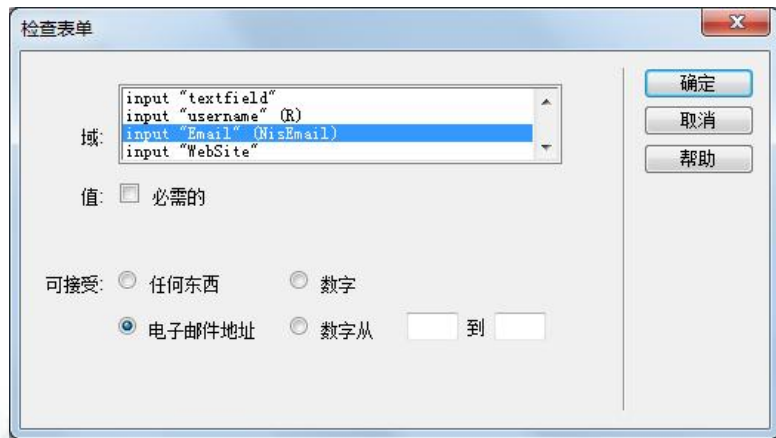 检查表单
域:
input "textfield"
input "username" (R)
input "Email" (NisEmail)
input "WebSite"
值: 必需的
可接受: 任何东西 数字
电子邮件地址 数字从 到
确定
取消
帮助